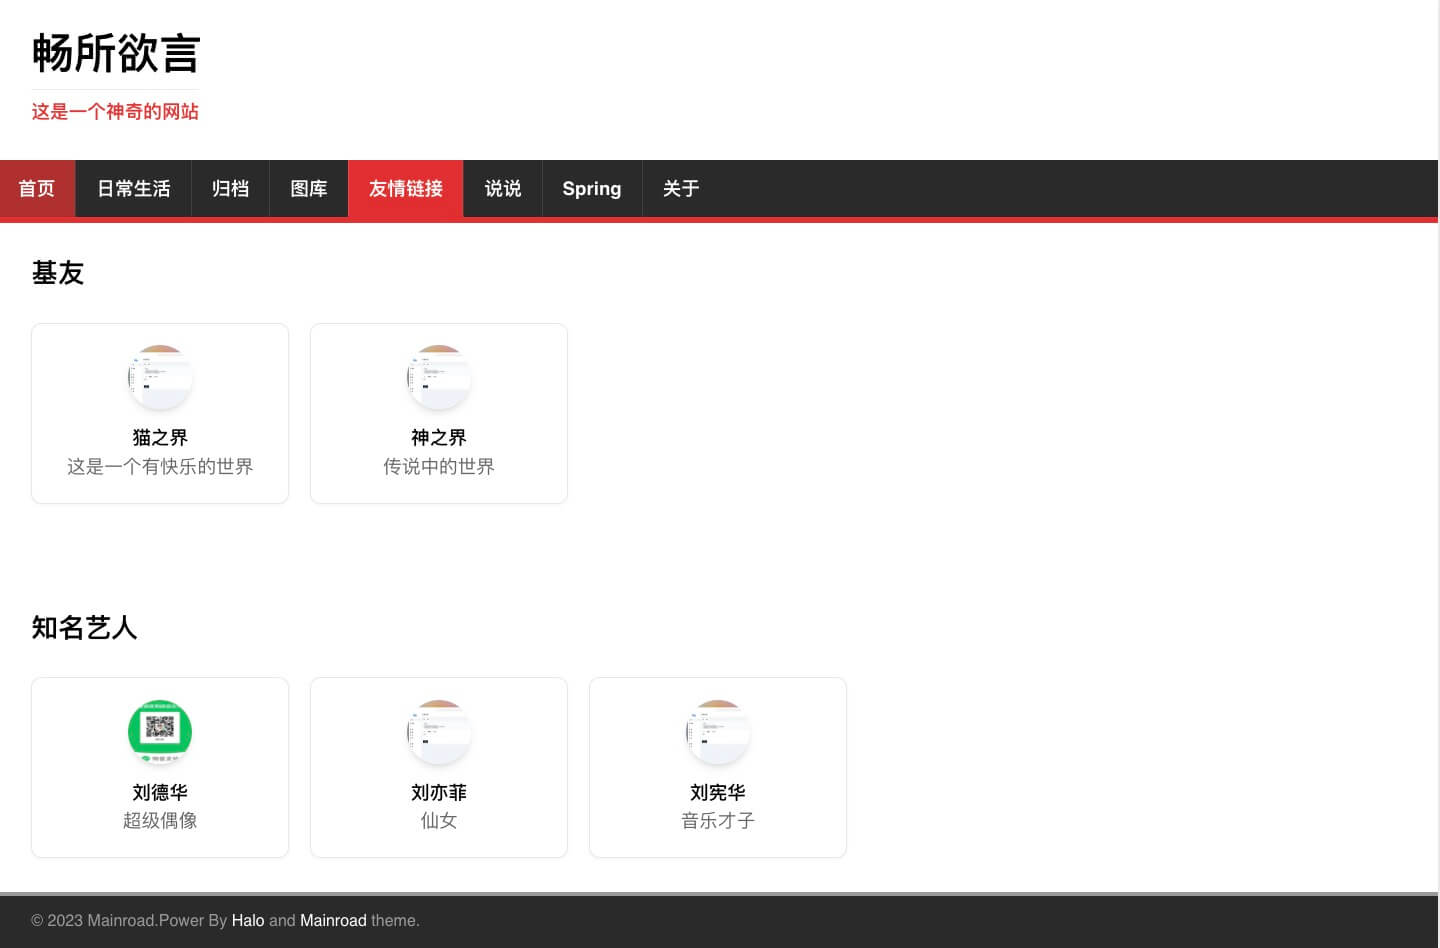 畅所欲言
这是一个神奇的网站
首页 日常生活 归档 图库 友情链接 说说 Spring 关于
基友
猫之界 神之界
这是一个有快乐的世界 传说中的世界
知名艺人
刘德华 刘亦菲 刘宪华
超级偶像 仙女 音乐才子
© 2023 Mainroad.Power By Halo and Mainroad theme.